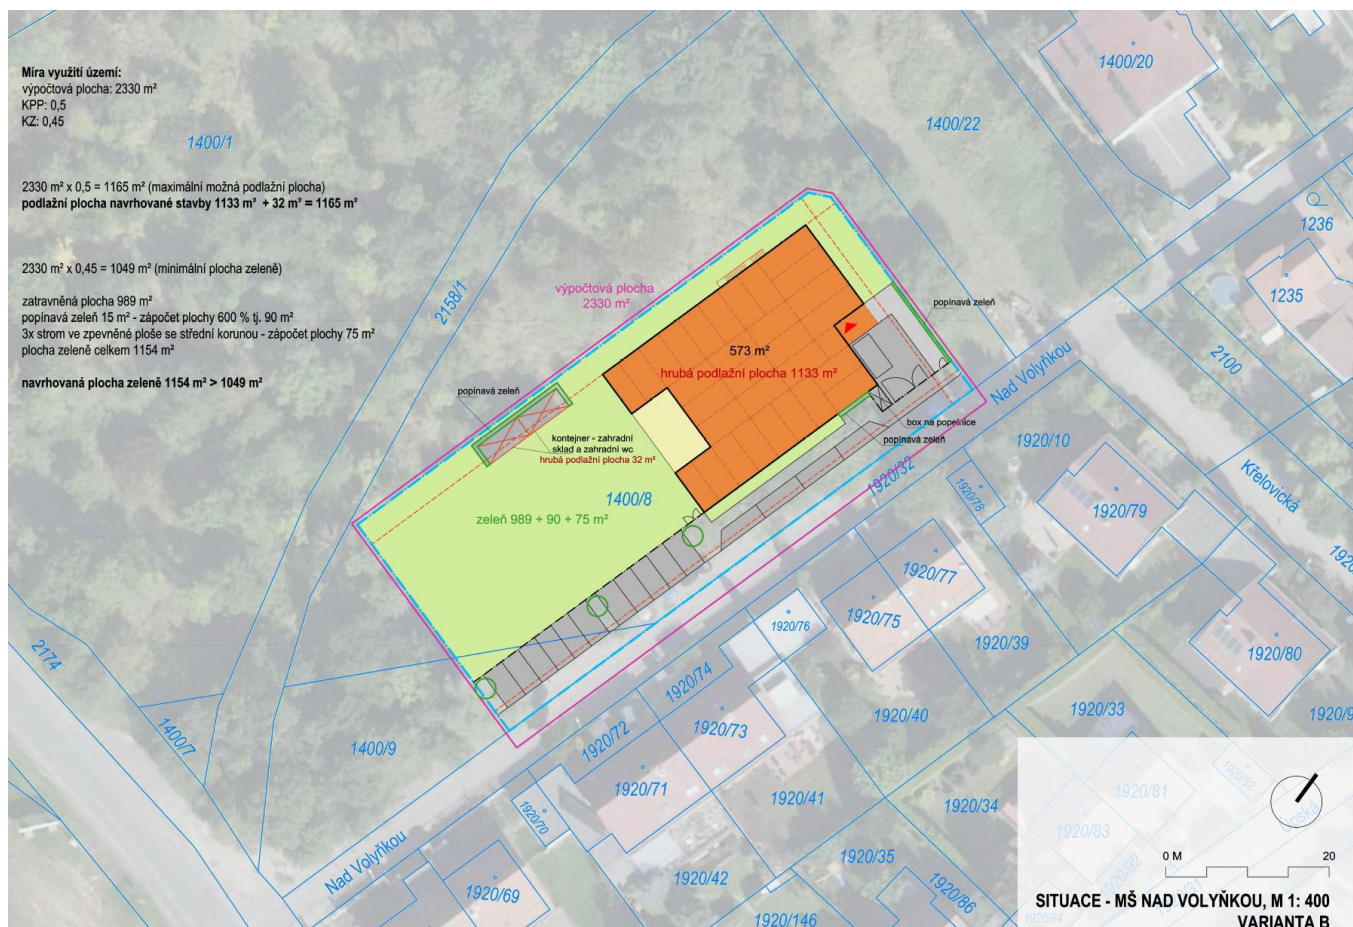 Míra využití území:
výpočtová plocha: 2330 m²
KPP: 0,5
KZ: 0,45
2330 m² x 0,5 = 1165 m² (maximální možná podlažní plocha)
podlažní plocha navrhované stavby 1133 m² + 32 m² = 1165 m²
2330 m² x 0,45 = 1049 m² (minimální plocha zeleně)
zatravněná plocha 989 m²
popínavá zeleň 15 m² - zápočet plochy 600 % tj. 90 m²
3x strom ve zpevněné ploše se střední korunou - zápočet plochy 75 m²
plocha zeleně celkem 1154 m²
navrhovaná plocha zeleně 1154 m² > 1049 m²
1400/1
1400/20
1400/22
1236
1235
2100
2158/1
výpočtová plocha
2330 m²
popínavá zeleň
573 m²
hrubá podlažní plocha 1133 m²
Nad Volyňkou
popínavá zeleň
kontejner - zahradní
sklad a zahradní wc
hrubá podlažní plocha 32 m²
box na popelnice
popínavá zeleň
1920/10
1400/8
1920/32
1920/78
Křelovická
zeleň 989 + 90 + 75 m²
1920/79
1920/77
1920/75
1920/76
1920/39
1920/80
2174
1920/74
1400/7
1400/9
1920/72
1920/73
1920/40
1920/33
1920/71
1920/41
1920/34
1920/81
1920/82
1920/70
1920/83
Úpská
Nad Volyňkou
1920/35
1920/42
1920/69
1920/86
1920/92
1920/31
1920/146
1920/84
0 M
20
SITUACE - MŠ NAD VOLYŇKOU, M 1: 400
VARIANTA B